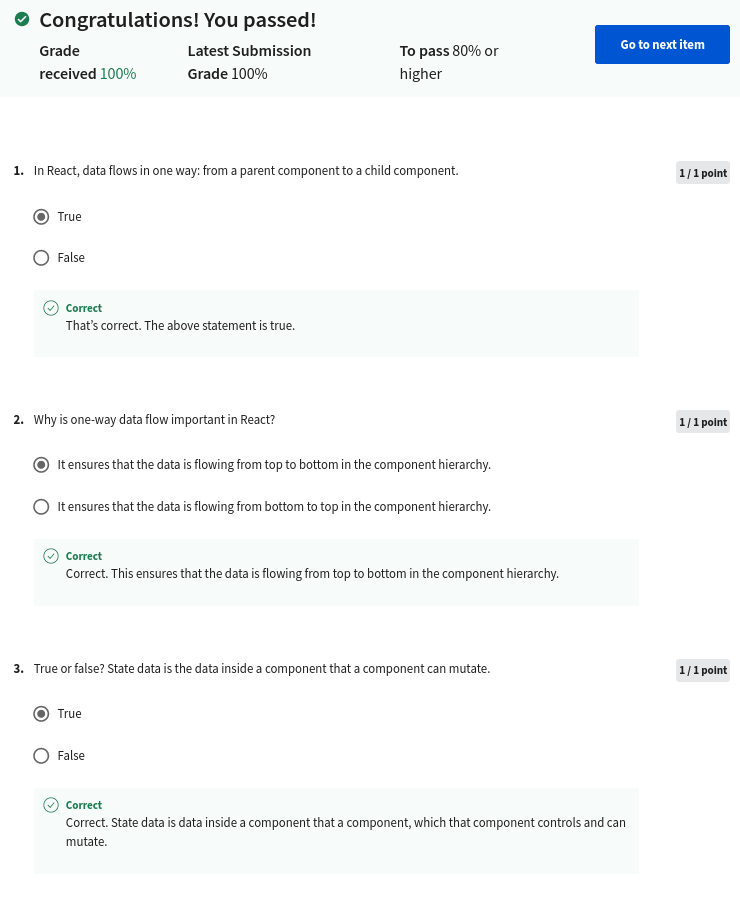 Congratulations! You passed!
Grade received 100%
Latest Submission Grade 100%
To pass 80% or higher
Go to next item
1. In React, data flows in one way: from a parent component to a child component.
1 / 1 point
True
False
Correct
That’s correct. The above statement is true.
2. Why is one-way data flow important in React?
1 / 1 point
It ensures that the data is flowing from top to bottom in the component hierarchy.
It ensures that the data is flowing from bottom to top in the component hierarchy.
Correct
Correct. This ensures that the data is flowing from top to bottom in the component hierarchy.
3. True or false? State data is the data inside a component that a component can mutate.
1 / 1 point
True
False
Correct
Correct. State data is data inside a component that a component, which that component controls and can
mutate.